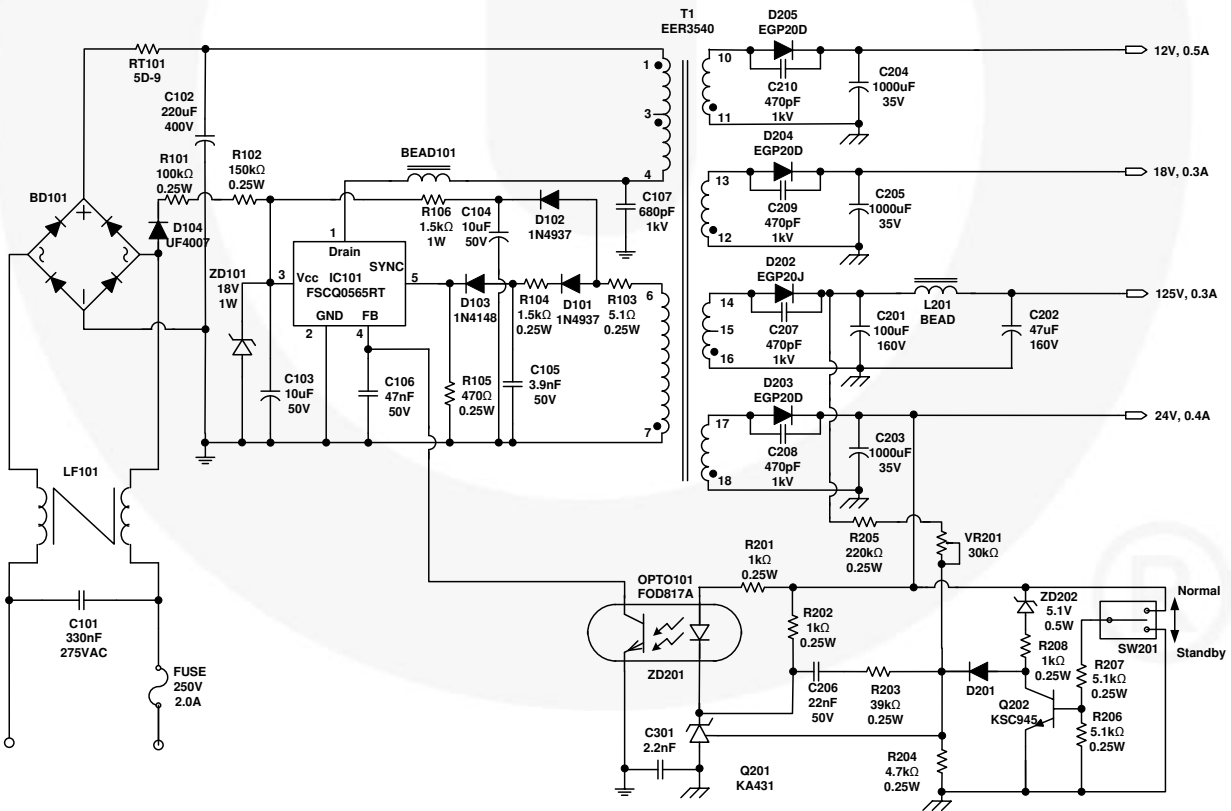 T1
EER3540
RT101
5D-9
C102
220uF
400V
R101
100kΩ
0.25W
R102
150kΩ
0.25W
BD101
D104
UF4007
BEAD101
1
3
4
R106
1.5kΩ
1W
C104
10uF
50V
D102
1N4937
C107
680pF
1kV
1
Drain
SYNC
3
Vcc
IC101
FSCQ0565RT
5
GND
FB
2
4
ZD101
18V
1W
D103
1N4148
R104
1.5kΩ
0.25W
D101
1N4937
R103
5.1Ω
0.25W
6
7
C103
10uF
50V
C106
47nF
50V
R105
470Ω
0.25W
C105
3.9nF
50V
LF101
C101
330nF
275VAC
FUSE
250V
2.0A
D205
EGP20D
10
11
C210
470pF
1kV
C204
1000uF
35V
12V, 0.5A
D204
EGP20D
13
12
C209
470pF
1kV
C205
1000uF
35V
18V, 0.3A
D202
EGP20J
14
15
16
C207
470pF
1kV
C201
100uF
160V
L201
BEAD
C202
47uF
160V
125V, 0.3A
D203
EGP20D
17
18
C208
470pF
1kV
C203
1000uF
35V
24V, 0.4A
R205
220kΩ
0.25W
VR201
30kΩ
R201
1kΩ
0.25W
OPTO101
FOD817A
R202
1kΩ
0.25W
ZD201
C206
22nF
50V
R203
39kΩ
0.25W
D201
ZD202
5.1V
0.5W
R208
1kΩ
0.25W
Normal
SW201
Standby
R207
5.1kΩ
0.25W
Q202
KSC945
R206
5.1kΩ
0.25W
C301
2.2nF
Q201
KA431
R204
4.7kΩ
0.25W
®